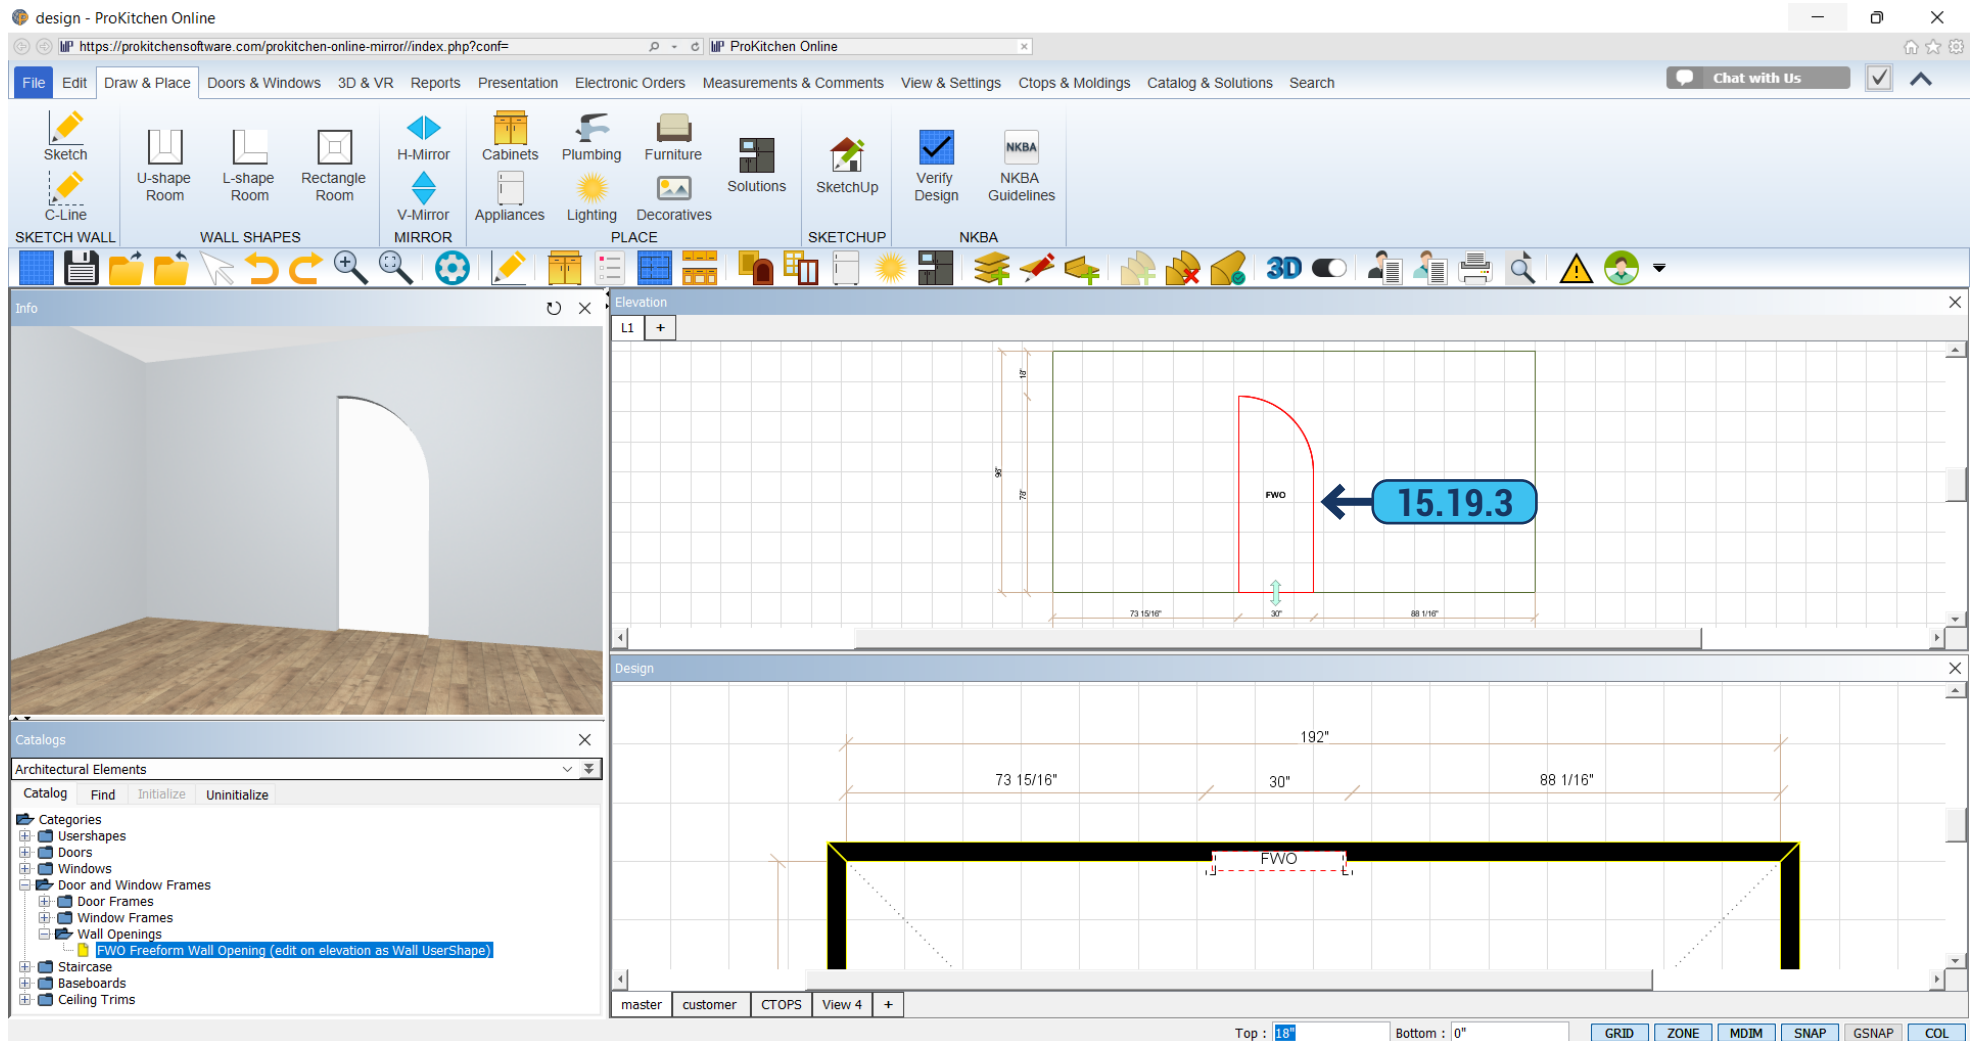 design - ProKitchen Online
https://prokitchensoftware.com/prokitchen-online-mirror//index.php?conf=
ProKitchen Online
File Edit Draw & Place Doors & Windows 3D & VR Reports Presentation Electronic Orders Measurements & Comments View & Settings Ctops & Moldings Catalog & Solutions Search
Chat with Us
Sketch
C-Line
SKETCH WALL
U-shape Room
L-shape Room
Rectangle Room
WALL SHAPES
H-Mirror
V-Mirror
MIRROR
Cabinets Plumbing Furniture
Appliances Lighting Decoratives
Solutions
PLACE
SketchUp
SKETCHUP
Verify Design
NKBA
NKBA Guidelines
NKBA
3D
Info
Elevation
L1 +
18"
96"
78"
FWO
15.19.3
73 15/16" 30" 88 1/16"
Design
192"
73 15/16" 30" 88 1/16"
FWO
master customer CTOPS View 4 +
Catalogs
Architectural Elements
Catalog Find Initialize Uninitialize
Categories
Usershapes
Doors
Windows
Door and Window Frames
Door Frames
Window Frames
Wall Openings
FWO Freeform Wall Opening (edit on elevation as Wall UserShape)
Staircase
Baseboards
Ceiling Trims
Top : 18" Bottom : 0" GRID ZONE MDIM SNAP GSNAP COL